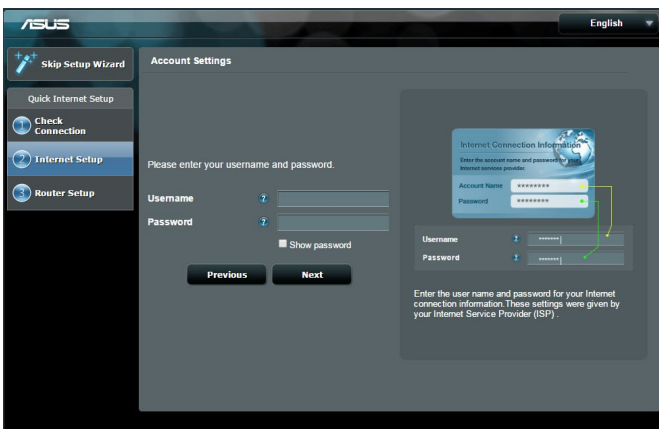 ASUS
English
Skip Setup Wizard
Quick Internet Setup
1 Check
Connection
2 Internet Setup
3 Router Setup
Account Settings
Please enter your username and password.
Username ?
Password ?
Show password
Previous Next
Internet Connection Information
Enter the account name and password for your
Internet services provider.
Account Name ********
Password ********
Username ? *******|
Password ? *******|
Enter the user name and password for your Internet
connection information.These settings were given by
your Internet Service Provider (ISP) .